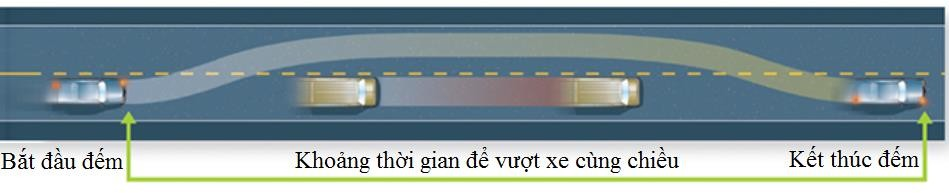 Bắt đầu đếm Khoảng thời gian để vượt xe cùng chiều Kết thúc đếm